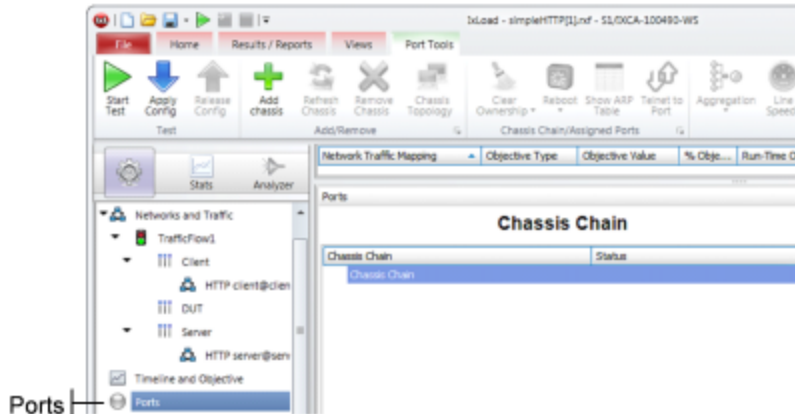 IxLoad - simpleHTTP[1].rxf - S1/IXCA-100490-WS
File Home Results / Reports Views Port Tools
Start Test Apply Config Release Config Add chassis Refresh Chassis Remove Chassis Chassis Topology Clear Ownership Reboot Show ARP Table Telnet to Port Aggregation Line Speed
Test Add/Remove Chassis Chain/Assigned Ports
Network Traffic Mapping Objective Type Objective Value % Obje... Run-Time O
Stats Analyzer
Ports
Chassis Chain
Chassis Chain Status
Chassis Chain
Networks and Traffic
TrafficFlow1
Client
HTTP client@clien
DUT
Server
HTTP server@serv
Timeline and Objective
Ports Ports